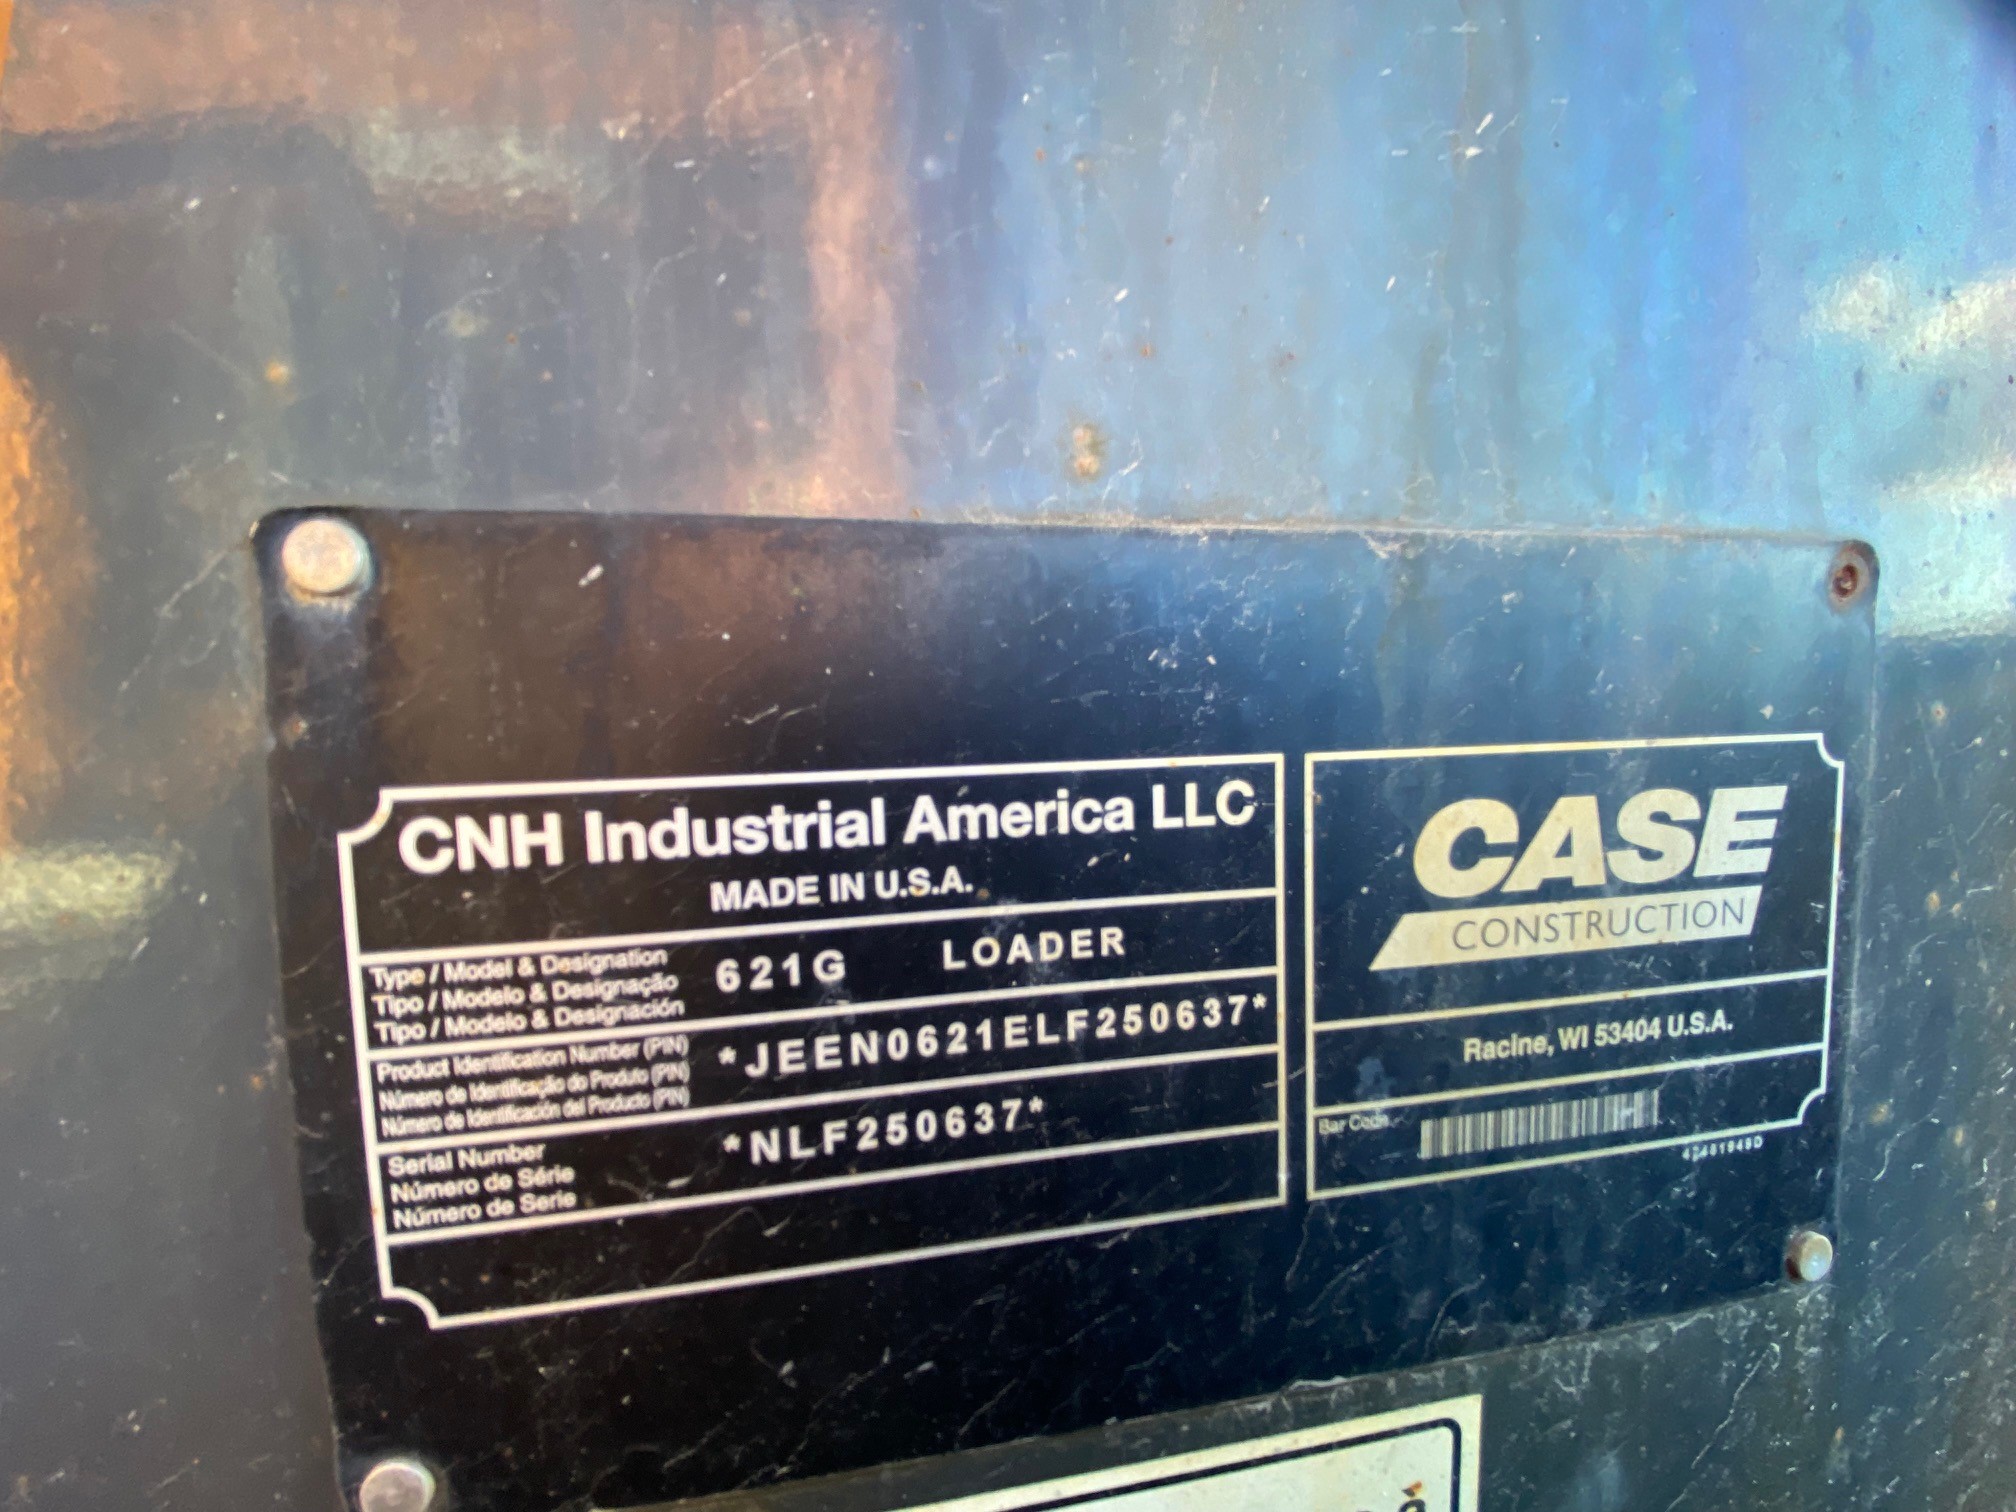 CNH Industrial America LLC
MADE IN U.S.A.
Type / Model & Designation
Tipo / Modelo & Designação
Tipo / Modelo & Designación
621G LOADER
Product Identification Number (PIN)
Número de Identificação do Produto (PIN)
Número de Identificación del Producto (PIN)
*JEEN0621ELF250637*
Serial Number
Número de Série
Número de Serie
*NLF250637*
CASE
CONSTRUCTION
Racine, WI 53404 U.S.A.
Bar Code